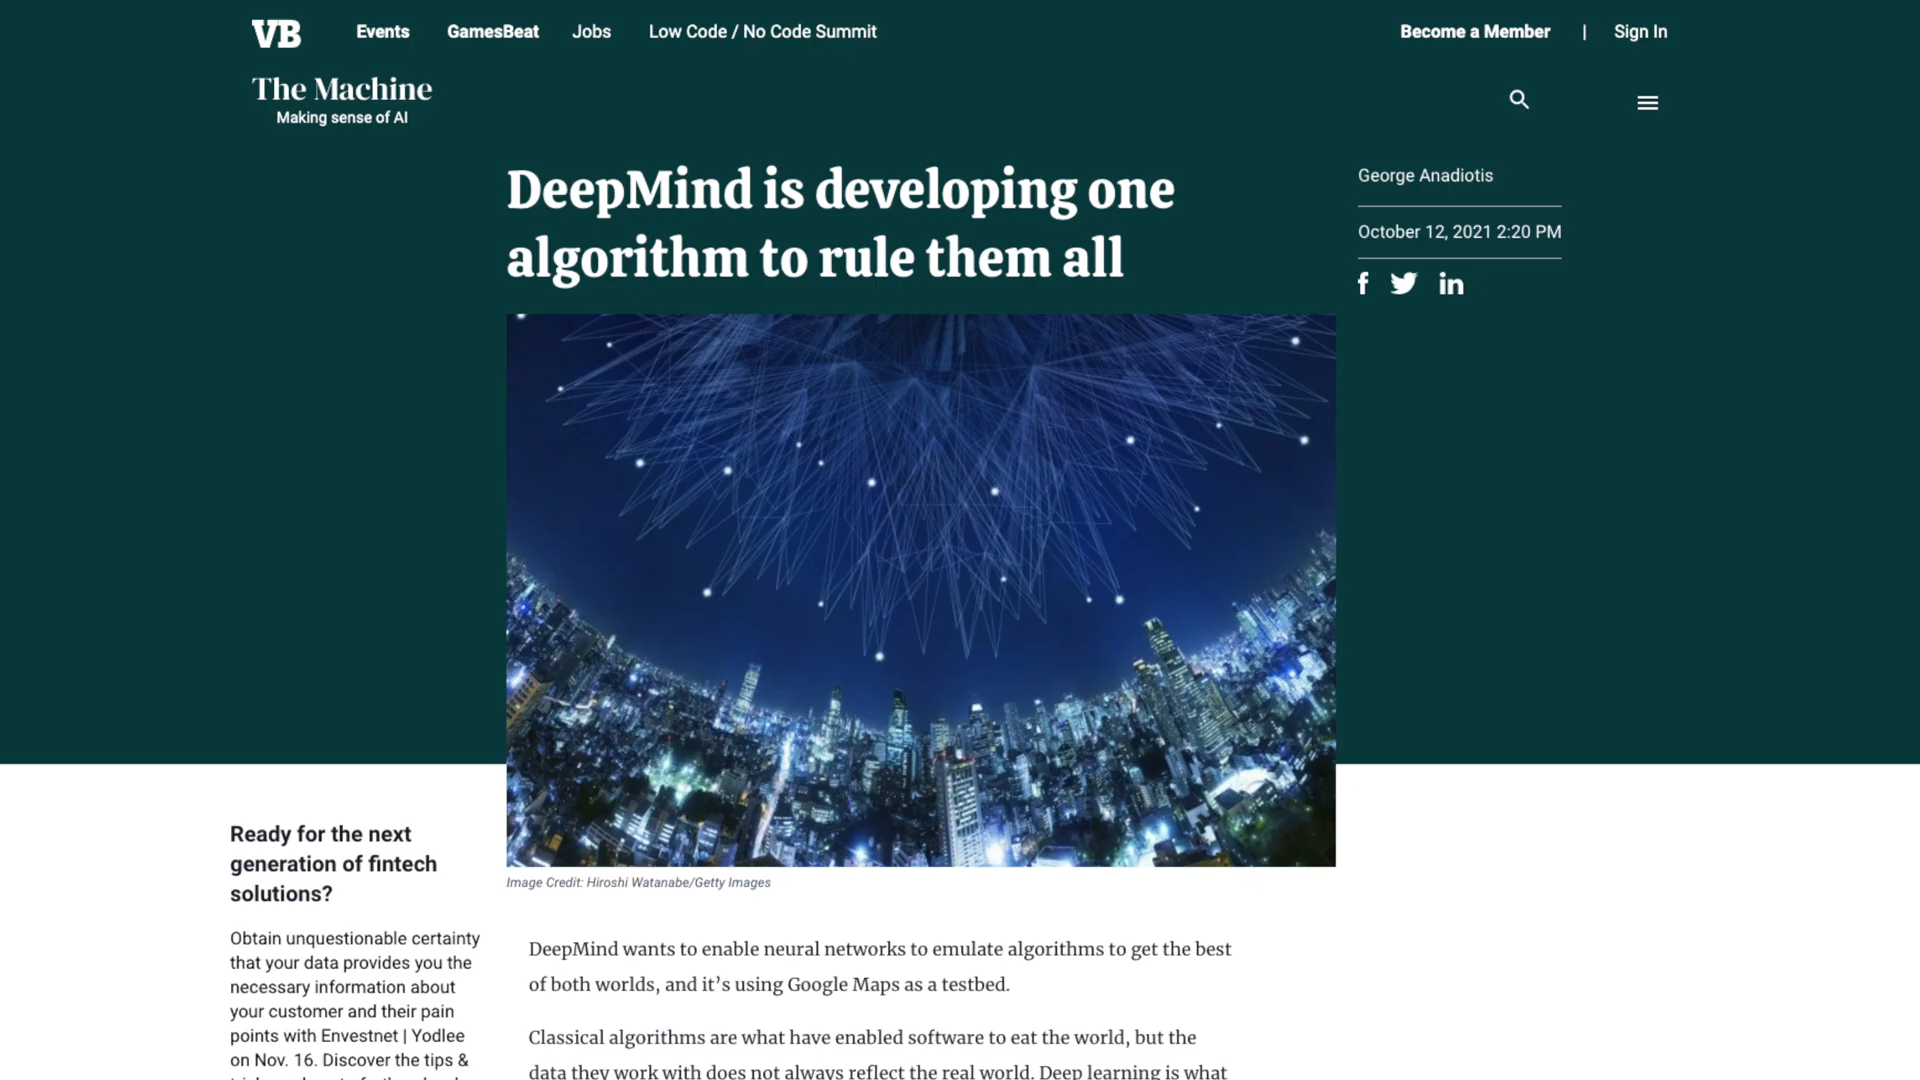 VB
Events
GamesBeat
Jobs
Low Code / No Code Summit
Become a Member
|
Sign In
The Machine
Making sense of AI
DeepMind is developing one
algorithm to rule them all
George Anadiotis
October 12, 2021 2:20 PM
Image Credit: Hiroshi Watanabe/Getty Images
Ready for the next
generation of fintech
solutions?
Obtain unquestionable certainty
that your data provides you the
necessary information about
your customer and their pain
points with Envestnet | Yodlee
on Nov. 16. Discover the tips &
DeepMind wants to enable neural networks to emulate algorithms to get the best
of both worlds, and it’s using Google Maps as a testbed.
Classical algorithms are what have enabled software to eat the world, but the
data they work with does not always reflect the real world. Deep learning is what